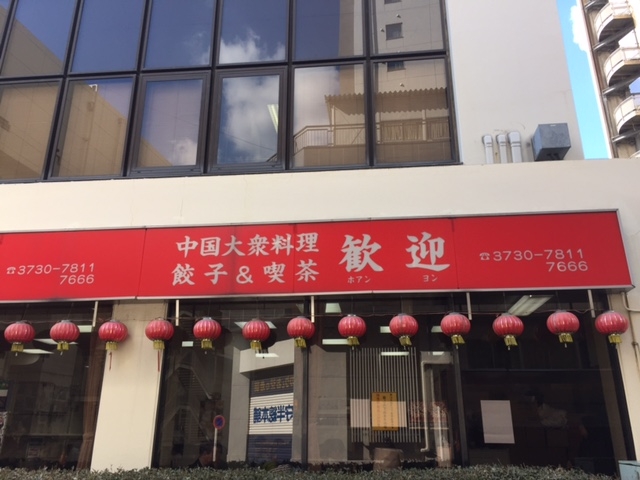 中国大衆料理
餃子&喫茶
歓迎
ホアン ヨン
☎3730-7811
7666
☎3730-7811
7666